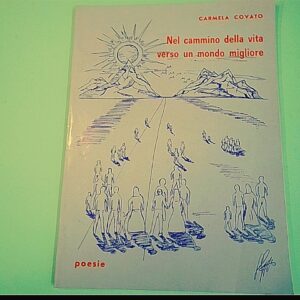 CARMELA COVATO
Nel cammino della vita
verso un mondo migliore
poesie